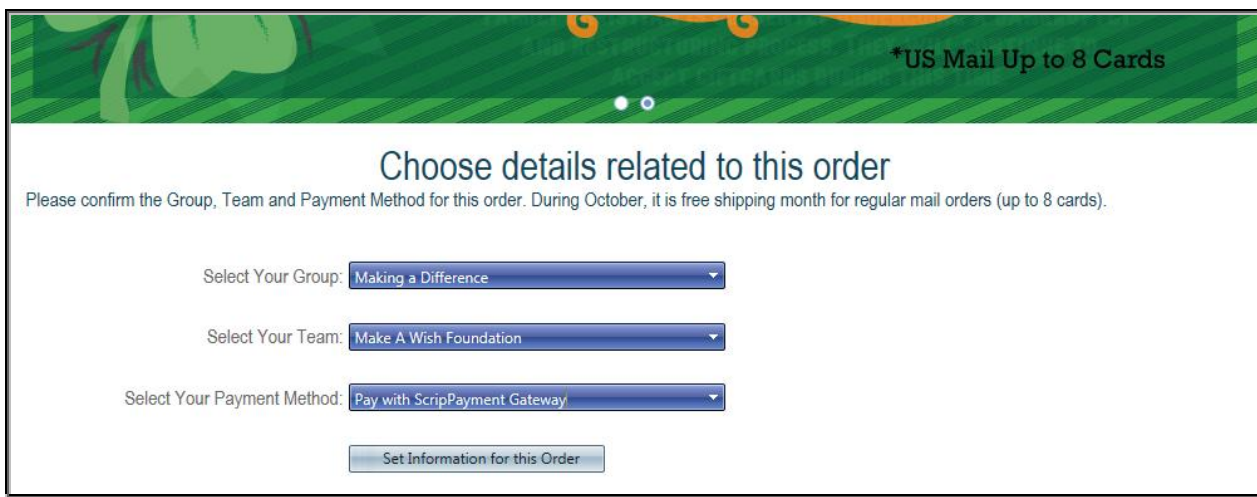 *US Mail Up to 8 Cards
Choose details related to this order
Please confirm the Group, Team and Payment Method for this order. During October, it is free shipping month for regular mail orders (up to 8 cards).
Select Your Group: Making a Difference
Select Your Team: Make A Wish Foundation
Select Your Payment Method: Pay with ScripPayment Gateway
Set Information for this Order